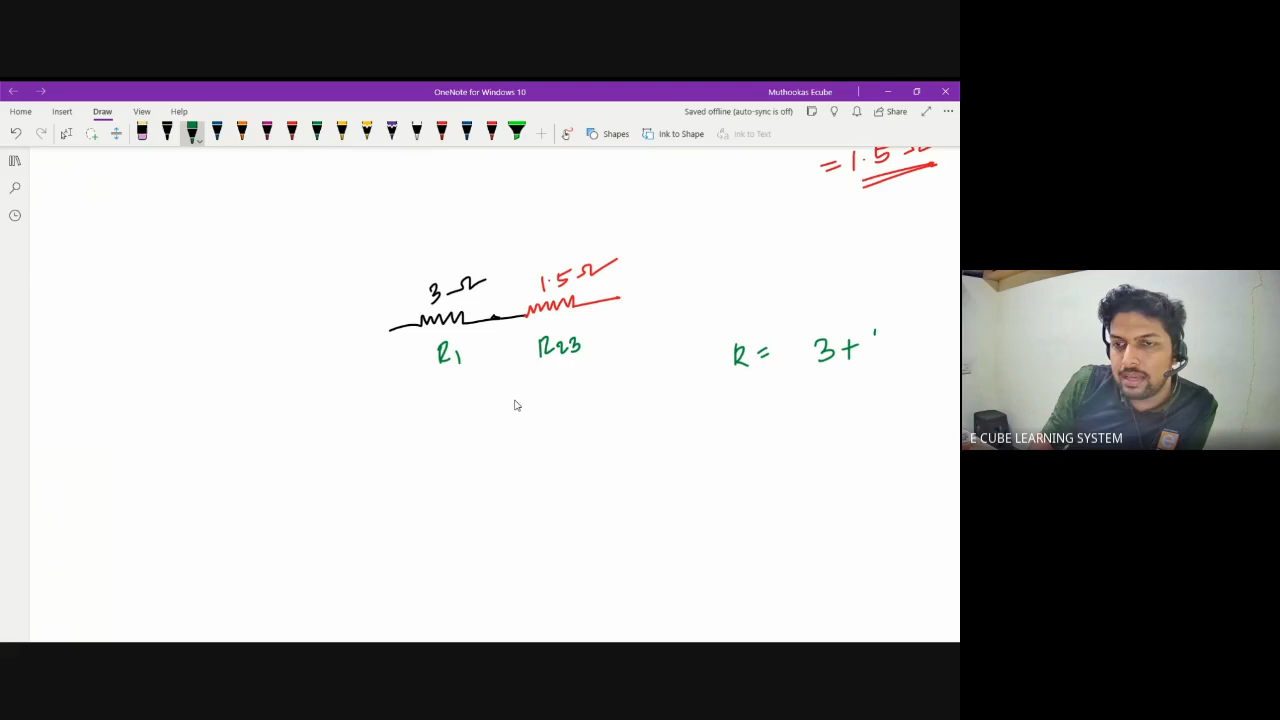 OneNote for Windows 10
Muthookas Ecube
Home Insert Draw View Help
Saved offline (auto-sync is off)
Share
Shapes
Ink to Shape
Ink to Text
= 1.5 Ω
3 Ω
1.5 Ω
R1
R23
R = 3 +
E CUBE LEARNING SYSTEM